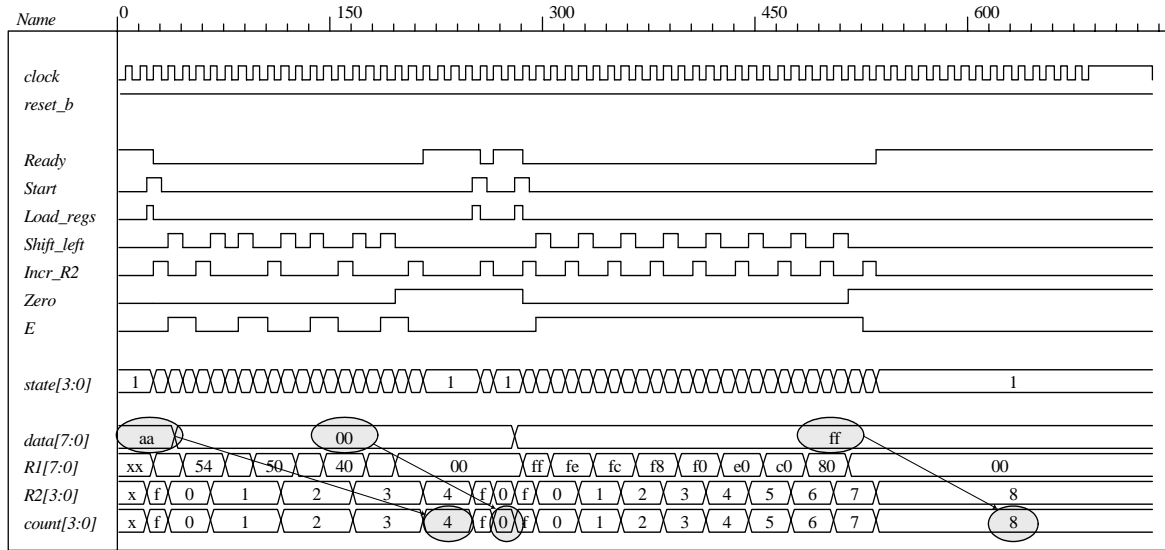 Name 0 150 300 450 600
clock
reset_b
Ready
Start
Load_regs
Shift_left
Incr_R2
Zero
E
state[3:0] 1 1 1 1
data[7:0] aa 00 ff
R1[7:0] xx 54 50 40 00 ff fe fc f8 f0 e0 c0 80 00
R2[3:0] x f 0 1 2 3 4 f 0 f 0 1 2 3 4 5 6 7 8
count[3:0] x f 0 1 2 3 4 f 0 f 0 1 2 3 4 5 6 7 8